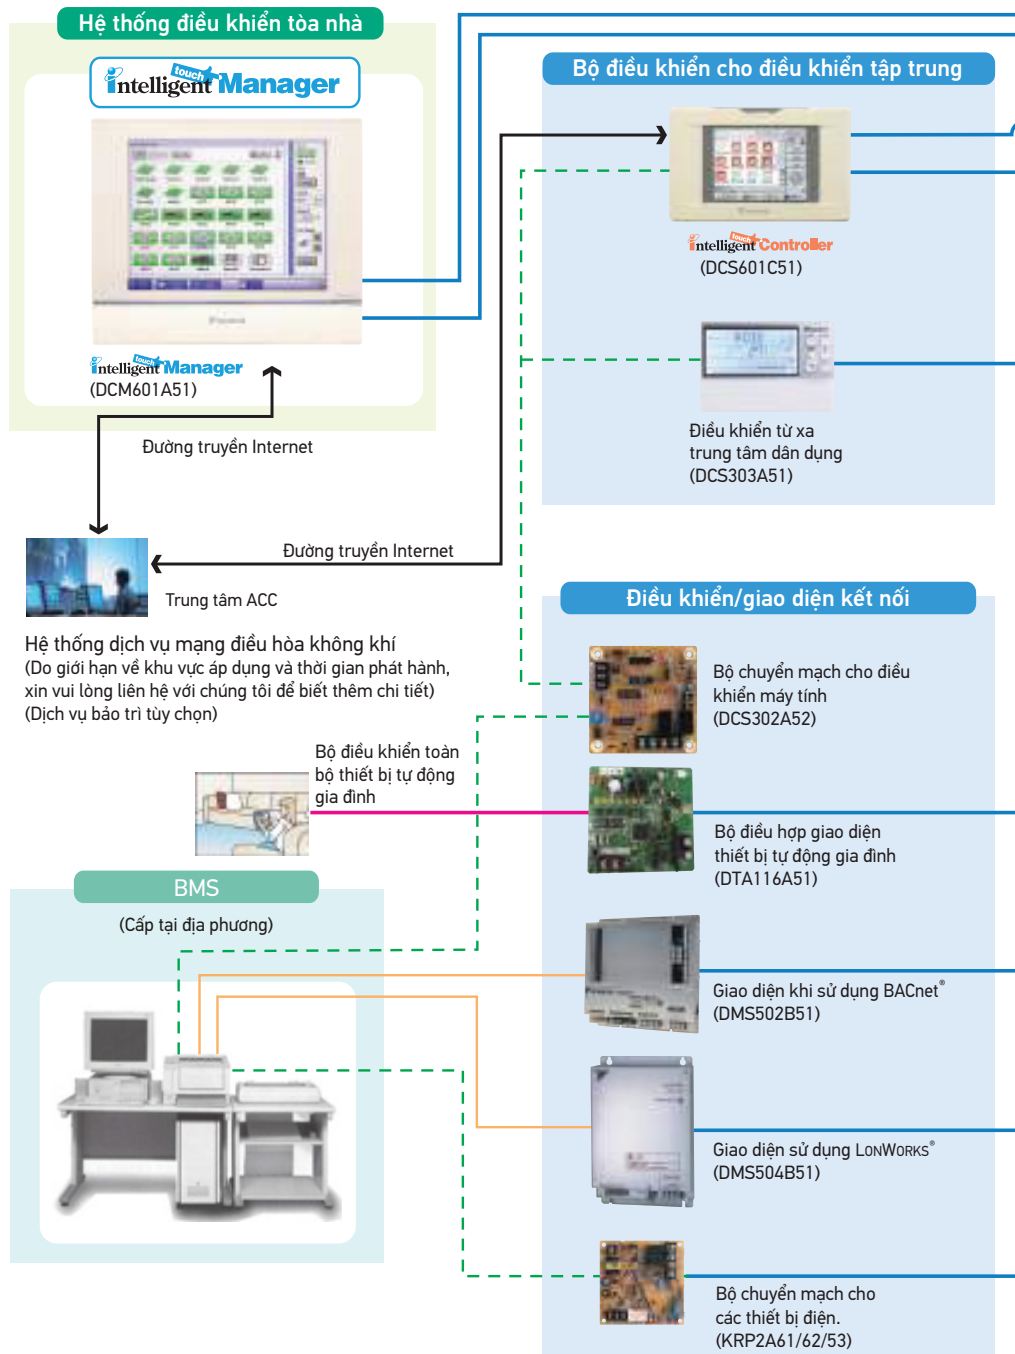 Hệ thống điều khiển tòa nhà
intelligent touch Manager
intelligent touch Manager
(DCM601A51)
Đường truyền Internet
Bộ điều khiển cho điều khiển tập trung
intelligent touch Controller
(DCS601C51)
Điều khiển từ xa
trung tâm dân dụng
(DCS303A51)
Đường truyền Internet
Trung tâm ACC
Hệ thống dịch vụ mạng điều hòa không khí
(Do giới hạn về khu vực áp dụng và thời gian phát hành,
xin vui lòng liên hệ với chúng tôi để biết thêm chi tiết)
(Dịch vụ bảo trì tùy chọn)
Điều khiển/giao diện kết nối
Bộ chuyển mạch cho điều
khiển máy tính
(DCS302A52)
Bộ điều khiển toàn
bộ thiết bị tự động
gia đình
Bộ điều hợp giao diện
thiết bị tự động gia đình
(DTA116A51)
BMS
(Cấp tại địa phương)
Giao diện khi sử dụng BACnet®
(DMS502B51)
Giao diện sử dụng LONWORKS®
(DMS504B51)
Bộ chuyển mạch cho
các thiết bị điện.
(KRP2A61/62/53)